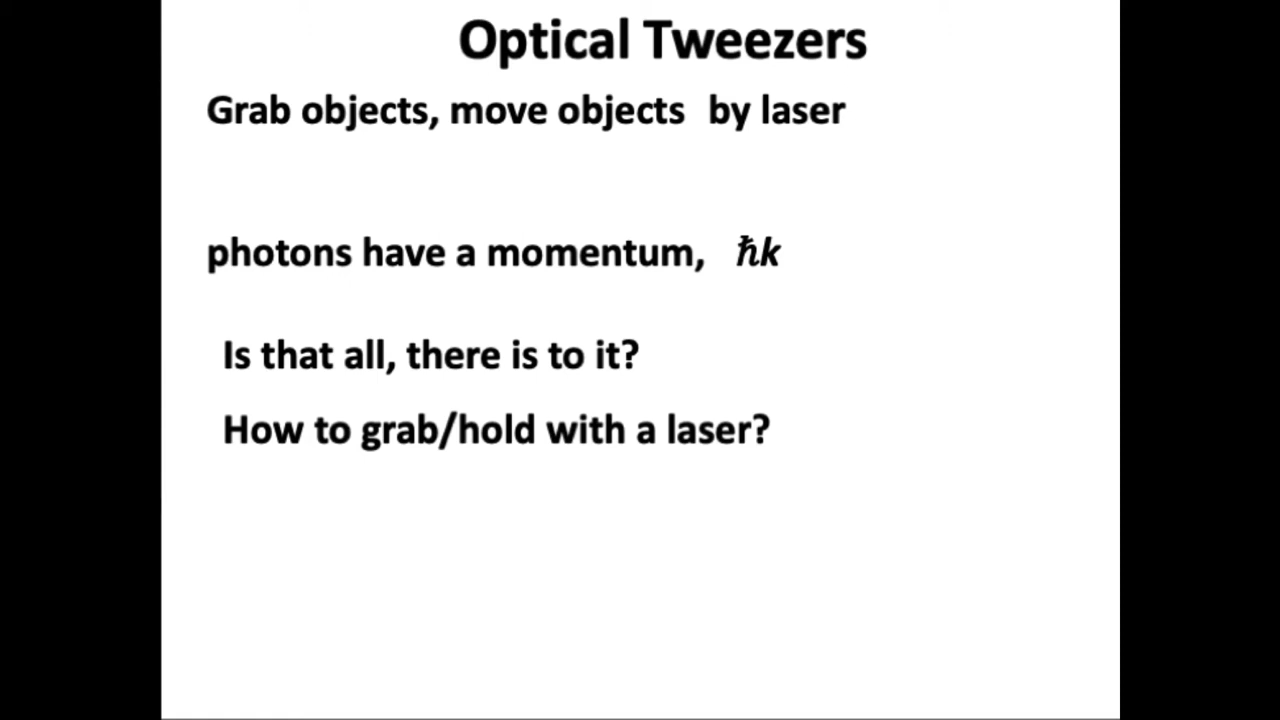 Optical Tweezers
Grab objects, move objects by laser
photons have a momentum, ℏk
Is that all, there is to it?
How to grab/hold with a laser?